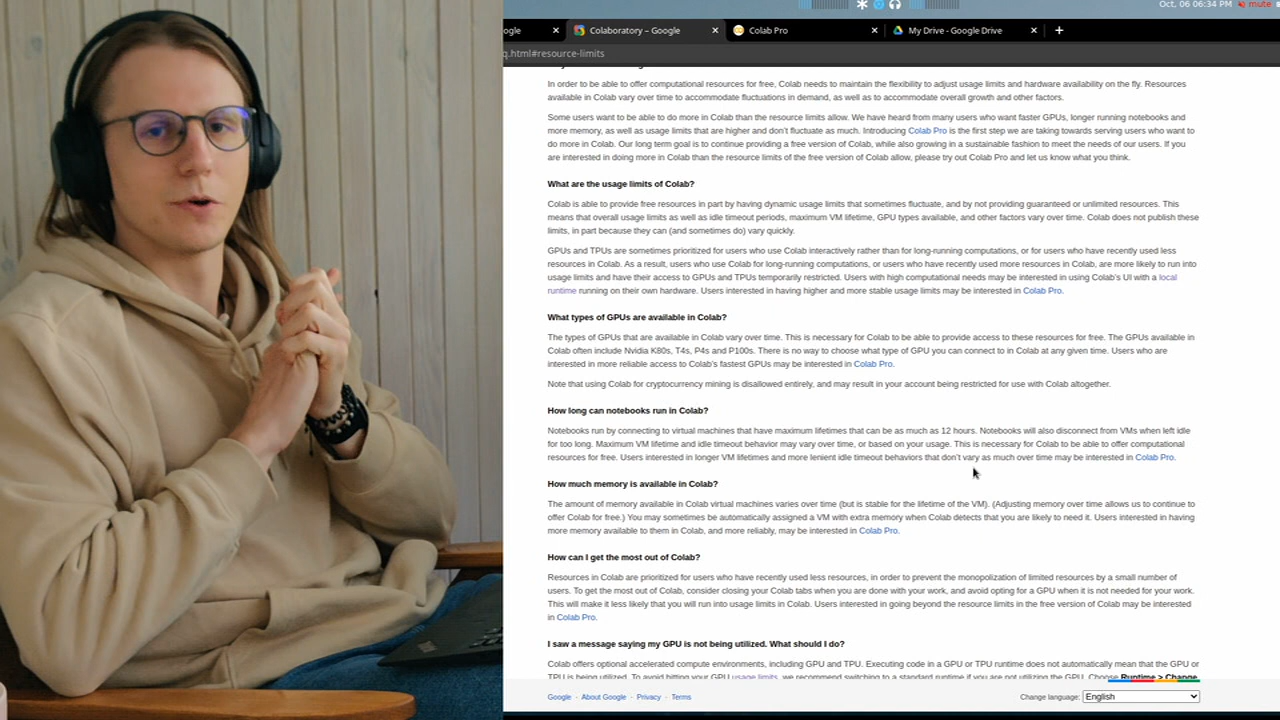 Oct, 06 06:34 PM mute
ogle
Colaboratory – Google
Colab Pro
My Drive - Google Drive
q.html#resource-limits
In order to be able to offer computational resources for free, Colab needs to maintain the flexibility to adjust usage limits and hardware availability on the fly. Resources
available in Colab vary over time to accommodate fluctuations in demand, as well as to accommodate overall growth and other factors.
Some users want to be able to do more in Colab than the resource limits allow. We have heard from many users who want faster GPUs, longer running notebooks and
more memory, as well as usage limits that are higher and don't fluctuate as much. Introducing Colab Pro is the first step we are taking towards serving users who want to
do more in Colab. Our long term goal is to continue providing a free version of Colab, while also growing in a sustainable fashion to meet the needs of our users. If you
are interested in doing more in Colab than the resource limits of the free version of Colab allow, please try out Colab Pro and let us know what you think.
What are the usage limits of Colab?
Colab is able to provide free resources in part by having dynamic usage limits that sometimes fluctuate, and by not providing guaranteed or unlimited resources. This
means that overall usage limits as well as idle timeout periods, maximum VM lifetime, GPU types available, and other factors vary over time. Colab does not publish these
limits, in part because they can (and sometimes do) vary quickly.
GPUs and TPUs are sometimes prioritized for users who use Colab interactively rather than for long-running computations, or for users who have recently used less
resources in Colab. As a result, users who use Colab for long-running computations, or users who have recently used more resources in Colab, are more likely to run into
usage limits and have their access to GPUs and TPUs temporarily restricted. Users with high computational needs may be interested in using Colab's UI with a local
runtime running on their own hardware. Users interested in having higher and more stable usage limits may be interested in Colab Pro.
What types of GPUs are available in Colab?
The types of GPUs that are available in Colab vary over time. This is necessary for Colab to be able to provide access to these resources for free. The GPUs available in
Colab often include Nvidia K80s, T4s, P4s and P100s. There is no way to choose what type of GPU you can connect to in Colab at any given time. Users who are
interested in more reliable access to Colab's fastest GPUs may be interested in Colab Pro.
Note that using Colab for cryptocurrency mining is disallowed entirely, and may result in your account being restricted for use with Colab altogether.
How long can notebooks run in Colab?
Notebooks run by connecting to virtual machines that have maximum lifetimes that can be as much as 12 hours. Notebooks will also disconnect from VMs when left idle
for too long. Maximum VM lifetime and idle timeout behavior may vary over time, or based on your usage. This is necessary for Colab to be able to offer computational
resources for free. Users interested in longer VM lifetimes and more lenient idle timeout behaviors that don't vary as much over time may be interested in Colab Pro.
How much memory is available in Colab?
The amount of memory available in Colab virtual machines varies over time (but is stable for the lifetime of the VM). (Adjusting memory over time allows us to continue to
offer Colab for free.) You may sometimes be automatically assigned a VM with extra memory when Colab detects that you are likely to need it. Users interested in having
more memory available to them in Colab, and more reliably, may be interested in Colab Pro.
How can I get the most out of Colab?
Resources in Colab are prioritized for users who have recently used less resources, in order to prevent the monopolization of limited resources by a small number of
users. To get the most out of Colab, consider closing your Colab tabs when you are done with your work, and avoid opting for a GPU when it is not needed for your work.
This will make it less likely that you will run into usage limits in Colab. Users interested in going beyond the resource limits in the free version of Colab may be interested
in Colab Pro.
I saw a message saying my GPU is not being utilized. What should I do?
Colab offers optional accelerated compute environments, including GPU and TPU. Executing code in a GPU or TPU runtime does not automatically mean that the GPU or
TPU is being utilized. To avoid hitting your GPU usage limits, we recommend switching to a standard runtime if you are not utilizing the GPU. Choose Runtime > Change
Google About Google Privacy Terms
Change language: English